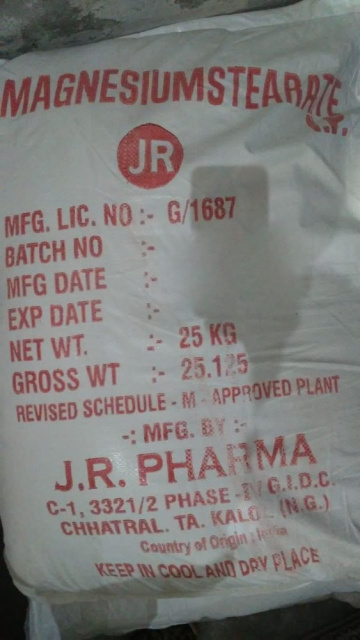 MAGNESIUMSTEARATE
JR
MFG. LIC. NO :- G/1687
BATCH NO :-
MFG DATE :-
EXP DATE :-
NET WT. :- 25 KG
GROSS WT :- 25.125
REVISED SCHEDULE - M - APPROVED PLANT
-: MFG. BY :-
J.R. PHARMA
C-1, 3321/2 PHASE - G.I.D.C.
CHHATRAL. TA. (N.G.)
Country of Origin : India
KEEP IN COOL AND DRY PLACE